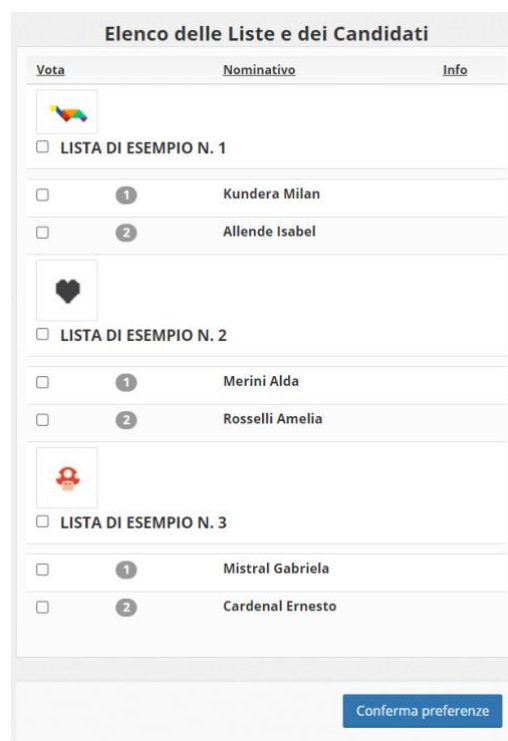 Elenco delle Liste e dei Candidati
Vota Nominativo Info
LISTA DI ESEMPIO N. 1
1 Kundera Milan
2 Allende Isabel
LISTA DI ESEMPIO N. 2
1 Merini Alda
2 Rosselli Amelia
LISTA DI ESEMPIO N. 3
1 Mistral Gabriela
2 Cardenal Ernesto
Conferma preferenze